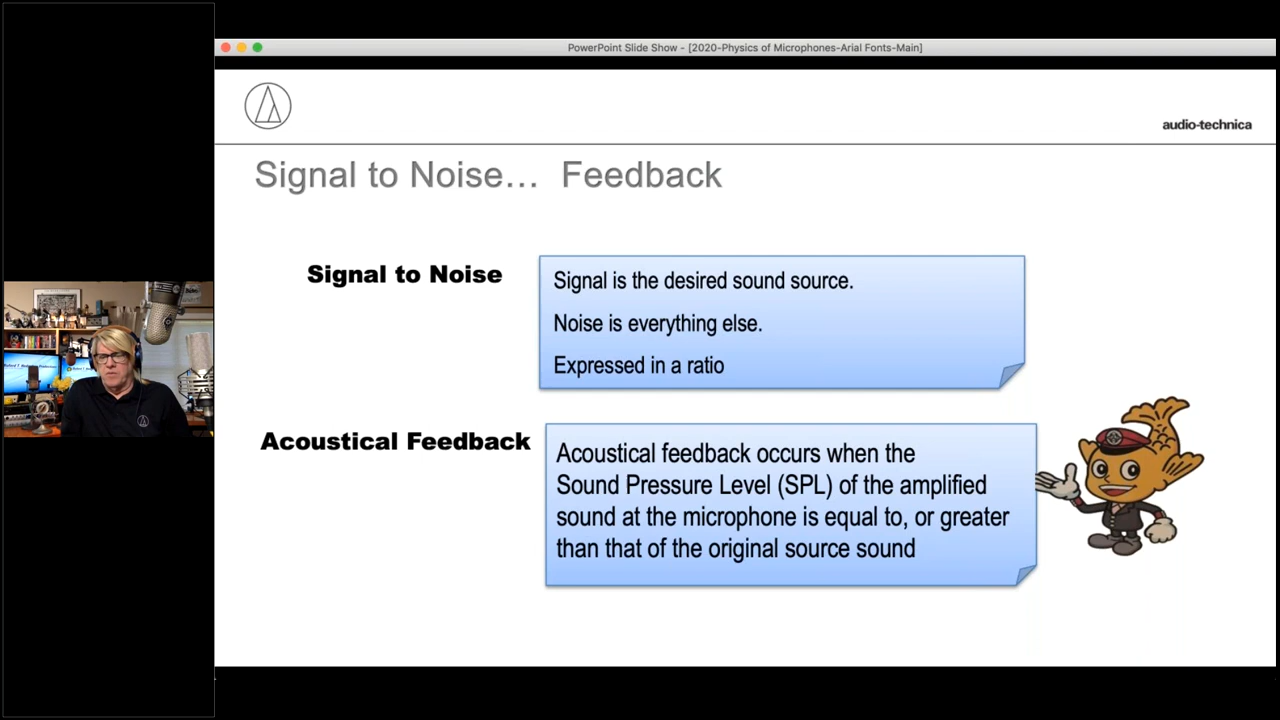 PowerPoint Slide Show - [2020-Physics of Microphones-Arial Fonts-Main]
audio-technica
Signal to Noise... Feedback
Signal to Noise
Signal is the desired sound source.
Noise is everything else.
Expressed in a ratio
Acoustical Feedback
Acoustical feedback occurs when the
Sound Pressure Level (SPL) of the amplified
sound at the microphone is equal to, or greater
than that of the original source sound